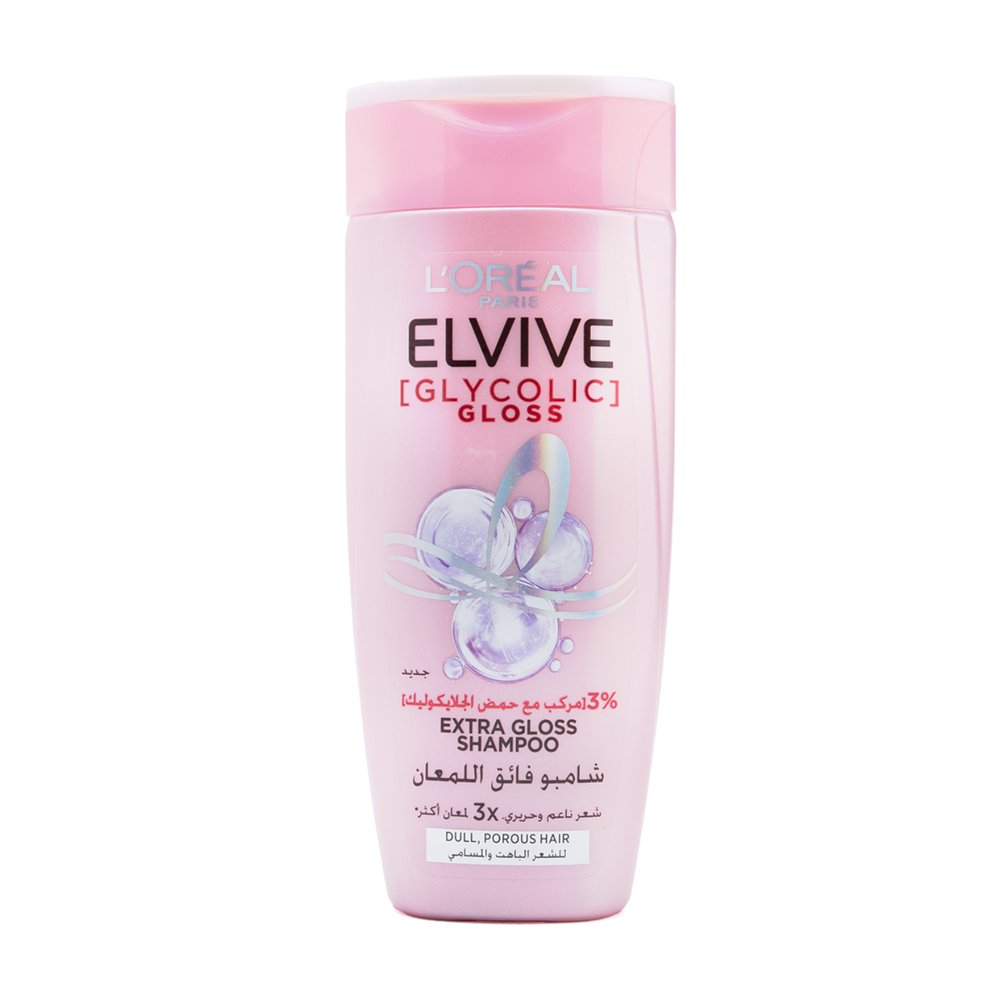 L'ORÉAL
PARIS
ELVIVE
[GLYCOLIC]
GLOSS
جديد
3% [مركب مع حمض الجلايكوليك]
EXTRA GLOSS
SHAMPOO
شامبو فائق اللمعان
شعر ناعم وحريري. 3X لمعان أكثر*
DULL, POROUS HAIR
للشعر الباهت والمسامي